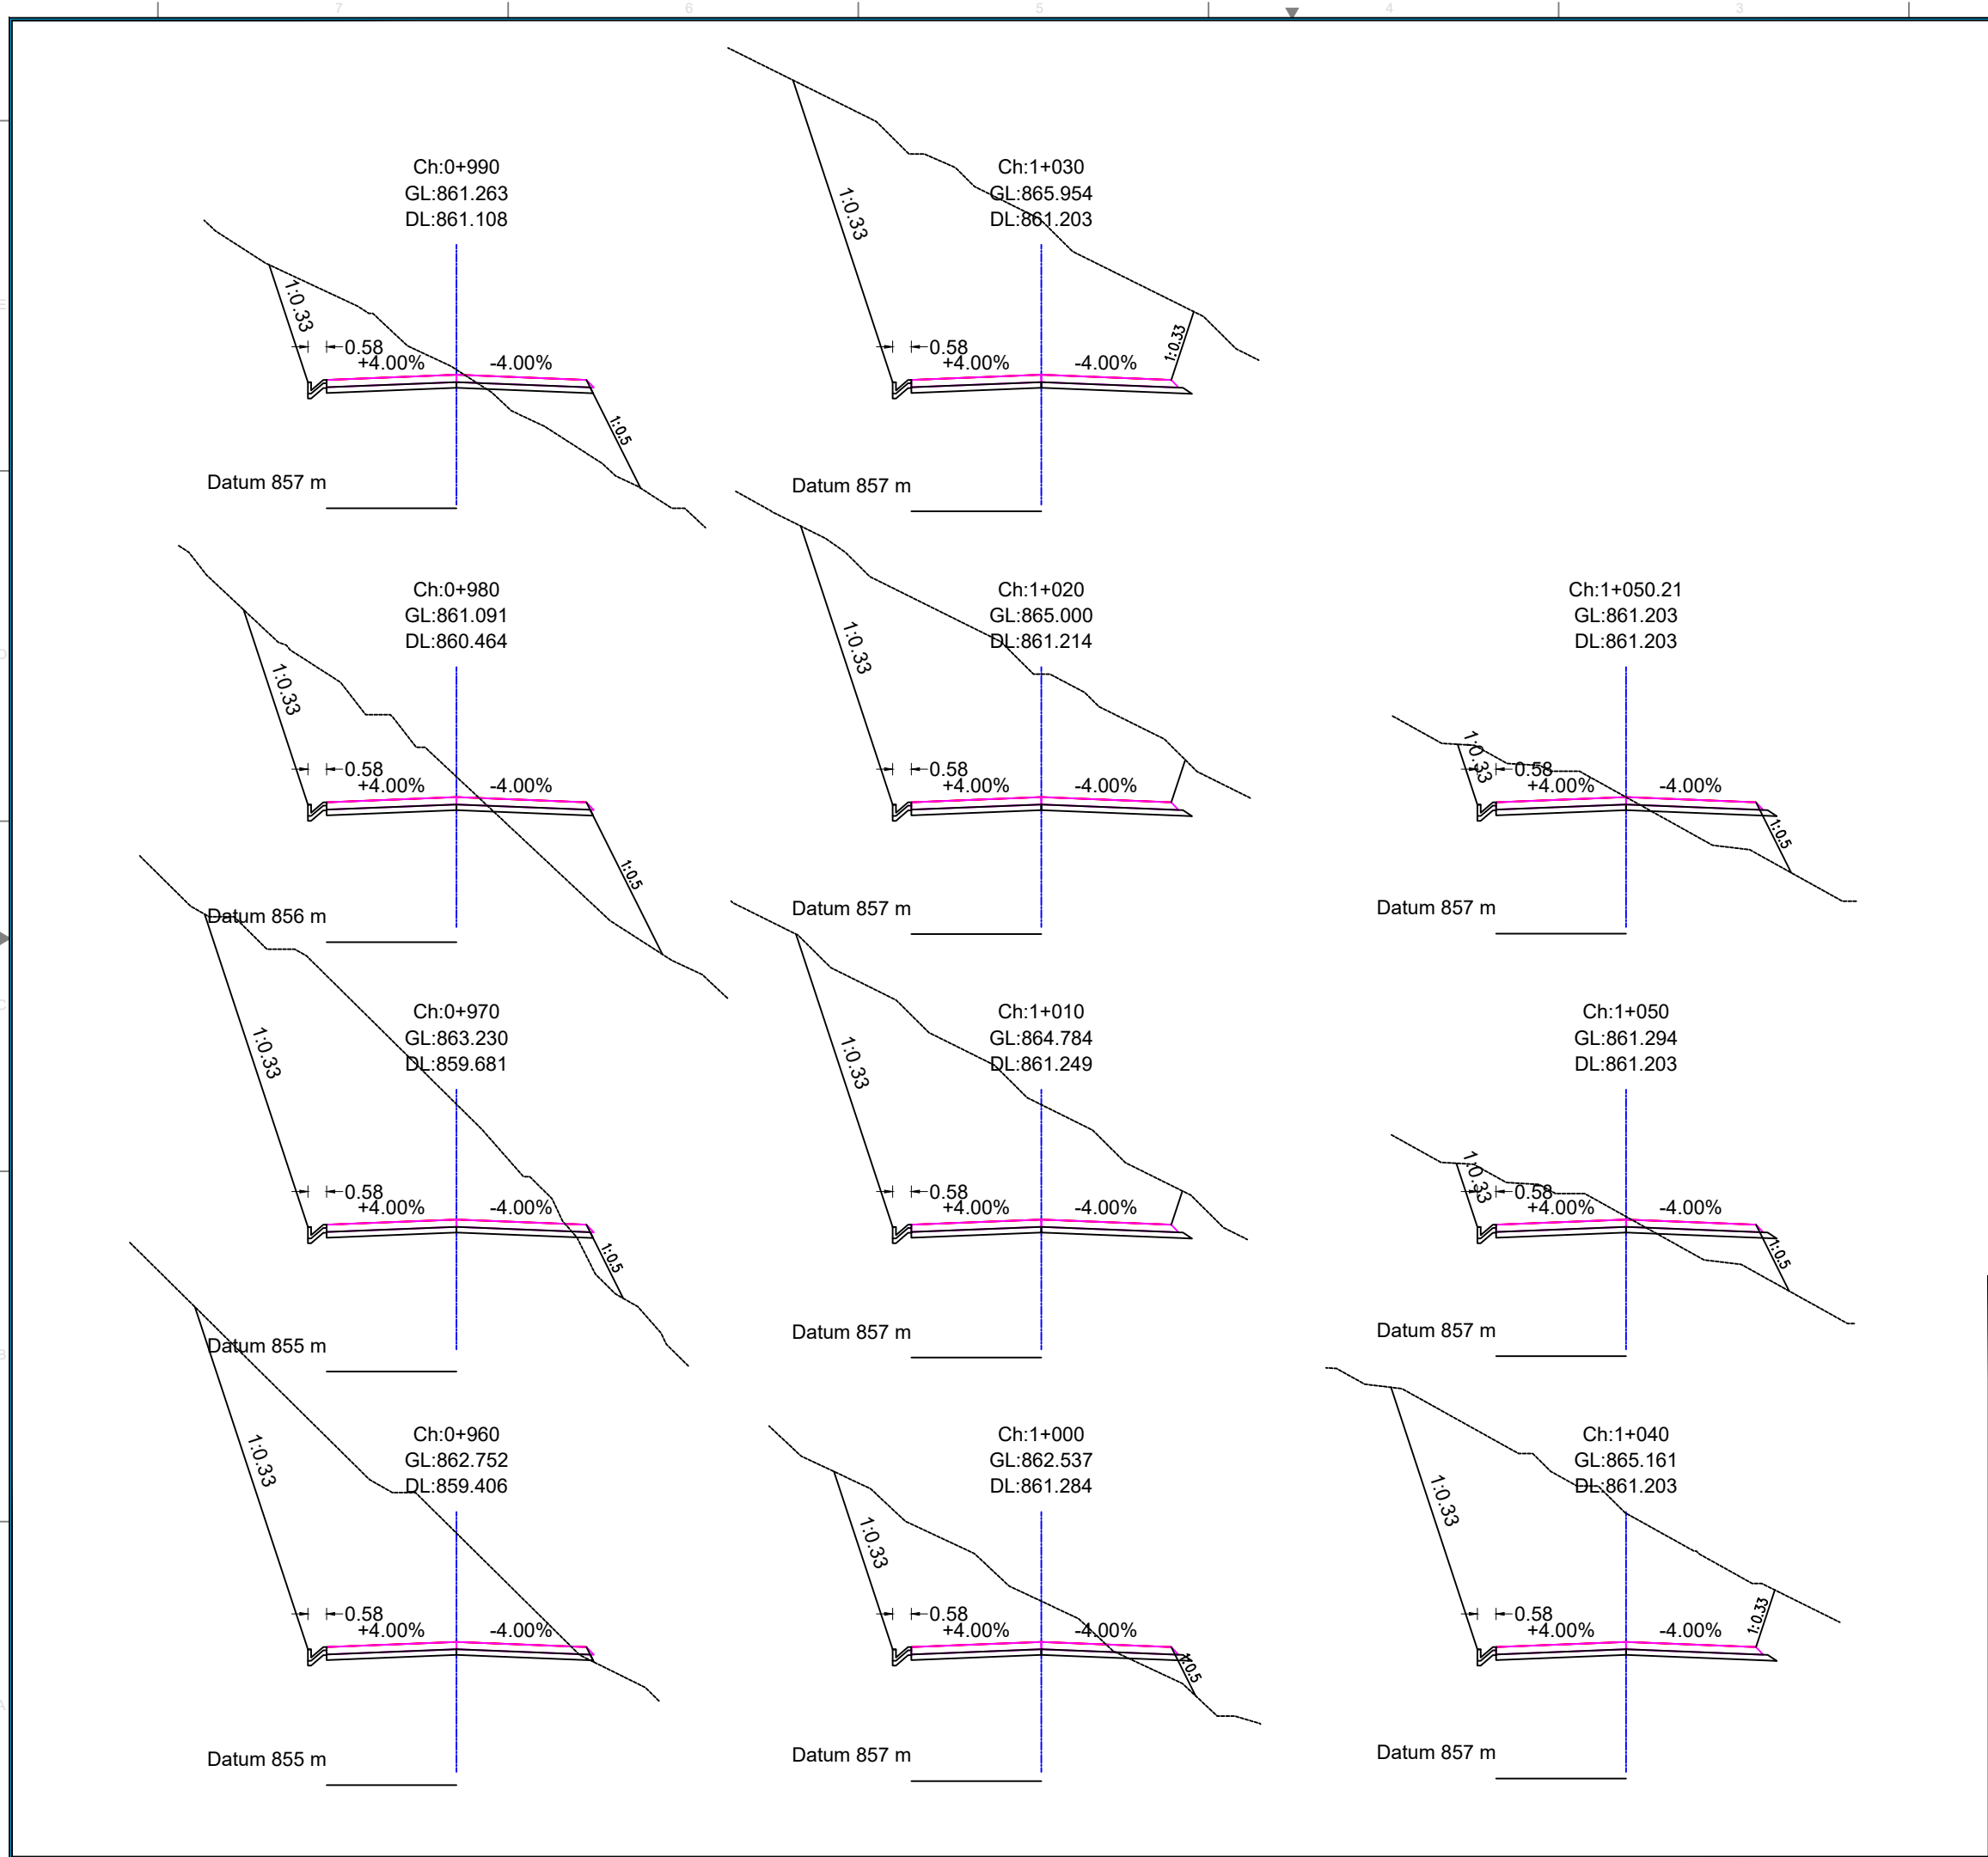 7
6
5
4
3
Ch:0+990
GL:861.263
DL:861.108
1:0.33
0.58
+4.00%
-4.00%
1:0.5
Datum 857 m
Ch:1+030
GL:865.954
DL:861.203
1:0.33
0.58
+4.00%
-4.00%
1:0.33
Datum 857 m
E
Ch:0+980
GL:861.091
DL:860.464
1:0.33
0.58
+4.00%
-4.00%
1:0.5
Datum 856 m
Ch:1+020
GL:865.000
DL:861.214
1:0.33
0.58
+4.00%
-4.00%
Datum 857 m
Ch:1+050.21
GL:861.203
DL:861.203
1:0.33
0.58
+4.00%
-4.00%
1:0.5
Datum 857 m
D
Ch:0+970
GL:863.230
DL:859.681
1:0.33
0.58
+4.00%
-4.00%
1:0.5
Datum 855 m
Ch:1+010
GL:864.784
DL:861.249
1:0.33
0.58
+4.00%
-4.00%
Datum 857 m
Ch:1+050
GL:861.294
DL:861.203
1:0.33
0.58
+4.00%
-4.00%
1:0.5
Datum 857 m
C
B
Ch:0+960
GL:862.752
DL:859.406
1:0.33
0.58
+4.00%
-4.00%
Datum 855 m
Ch:1+000
GL:862.537
DL:861.284
1:0.33
0.58
+4.00%
-4.00%
1:0.5
Datum 857 m
Ch:1+040
GL:865.161
DL:861.203
1:0.33
0.58
+4.00%
-4.00%
1:0.33
Datum 857 m
A